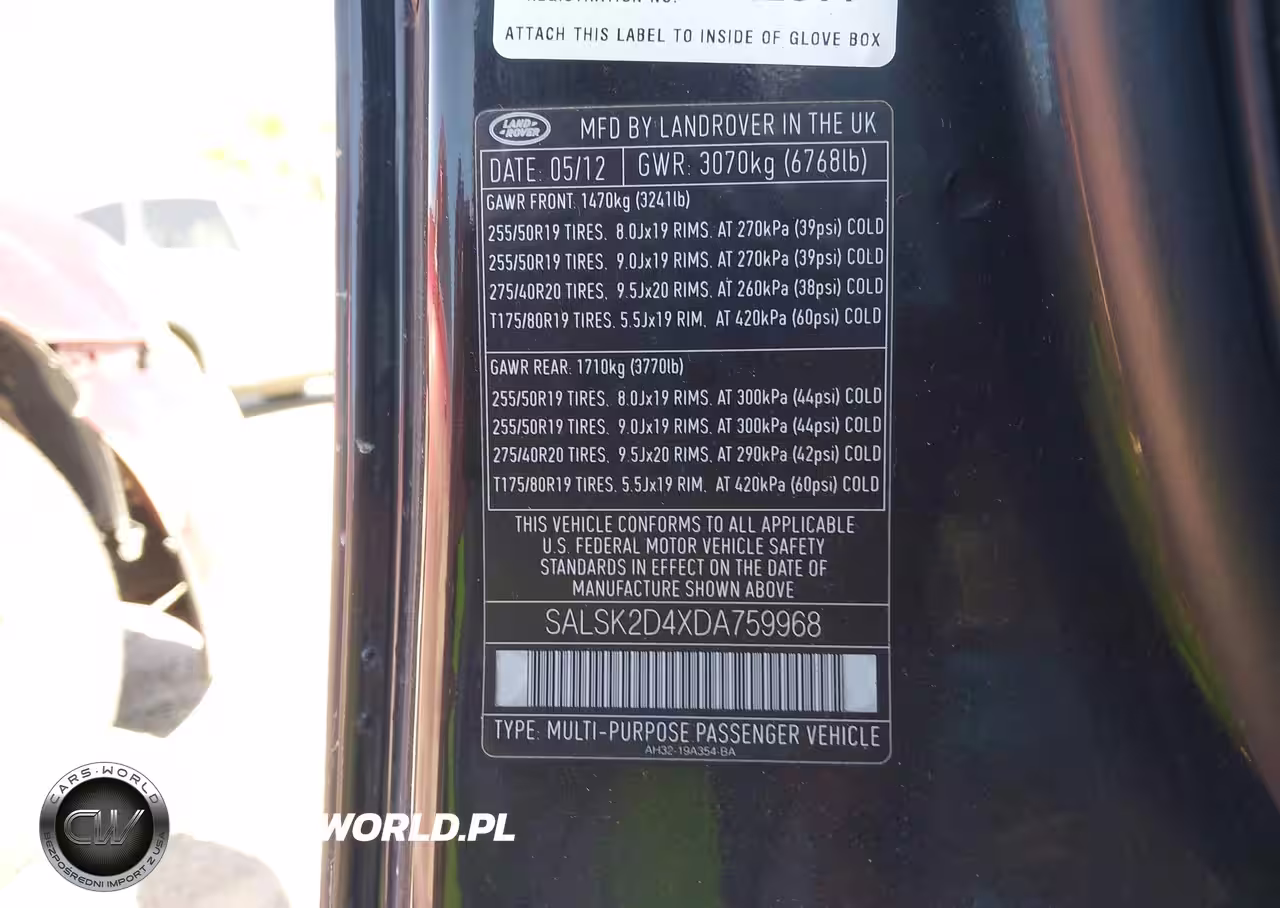 ATTACH THIS LABEL TO INSIDE OF GLOVE BOX
LAND ROVER MFD BY LANDROVER IN THE UK
DATE: 05/12 GWR: 3070kg (6768lb)
GAWR FRONT: 1470kg (3241lb)
255/50R19 TIRES, 8.0Jx19 RIMS, AT 270kPa (39psi) COLD
255/50R19 TIRES, 9.0Jx19 RIMS, AT 270kPa (39psi) COLD
275/40R20 TIRES, 9.5Jx20 RIMS, AT 260kPa (38psi) COLD
T175/80R19 TIRES, 5.5Jx19 RIM, AT 420kPa (60psi) COLD
GAWR REAR: 1710kg (3770lb)
255/50R19 TIRES, 8.0Jx19 RIMS, AT 300kPa (44psi) COLD
255/50R19 TIRES, 9.0Jx19 RIMS, AT 300kPa (44psi) COLD
275/40R20 TIRES, 9.5Jx20 RIMS, AT 290kPa (42psi) COLD
T175/80R19 TIRES, 5.5Jx19 RIM, AT 420kPa (60psi) COLD
THIS VEHICLE CONFORMS TO ALL APPLICABLE
U.S. FEDERAL MOTOR VEHICLE SAFETY
STANDARDS IN EFFECT ON THE DATE OF
MANUFACTURE SHOWN ABOVE
SALSK2D4XDA759968
TYPE: MULTI-PURPOSE PASSENGER VEHICLE
AH32-19A354-BA
CARS-WORLD
CW
BEZPOŚREDNI IMPORT Z USA
WORLD.PL